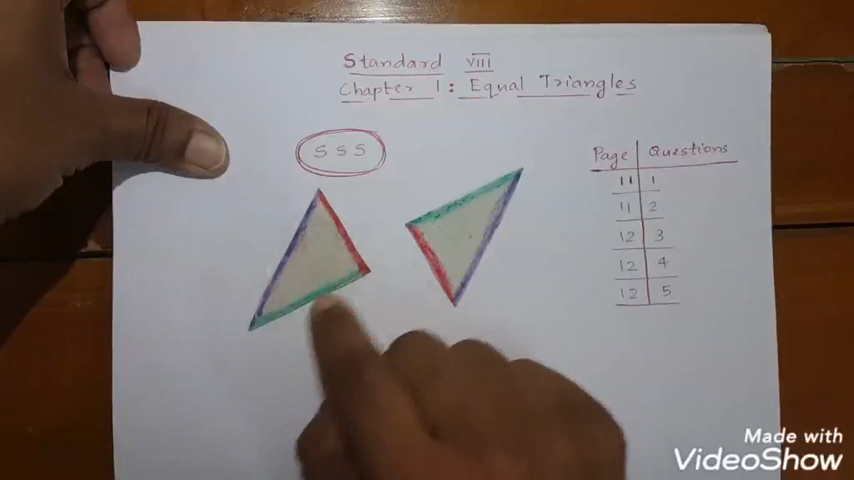 Standard VIII
Chapter 1: Equal Triangles
S S S
Page Questions
11 1
11 2
12 3
12 4
12 5
Made with
VideoShow